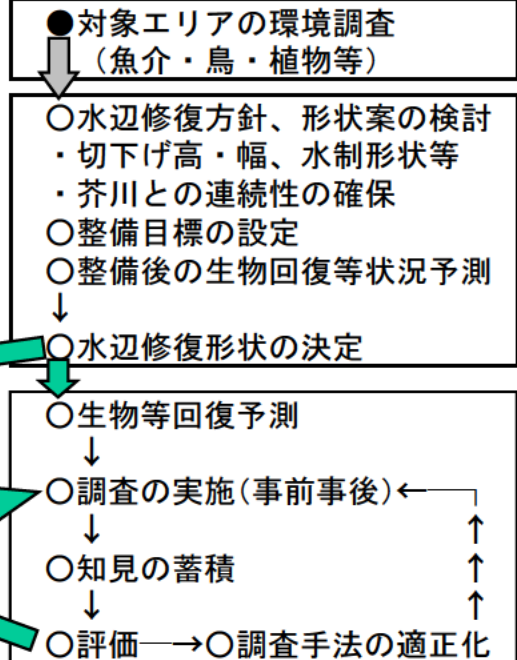 ●対象エリアの環境調査
（魚介・鳥・植物等）
○水辺修復方針、形状案の検討
・切下げ高・幅、水制形状等
・芥川との連続性の確保
○整備目標の設定
○整備後の生物回復等状況予測
↓
○水辺修復形状の決定
○生物等回復予測
↓
○調査の実施（事前事後）←─┐
↓ ↑
○知見の蓄積 ↑
↓ ↑
○評価─→○調査手法の適正化